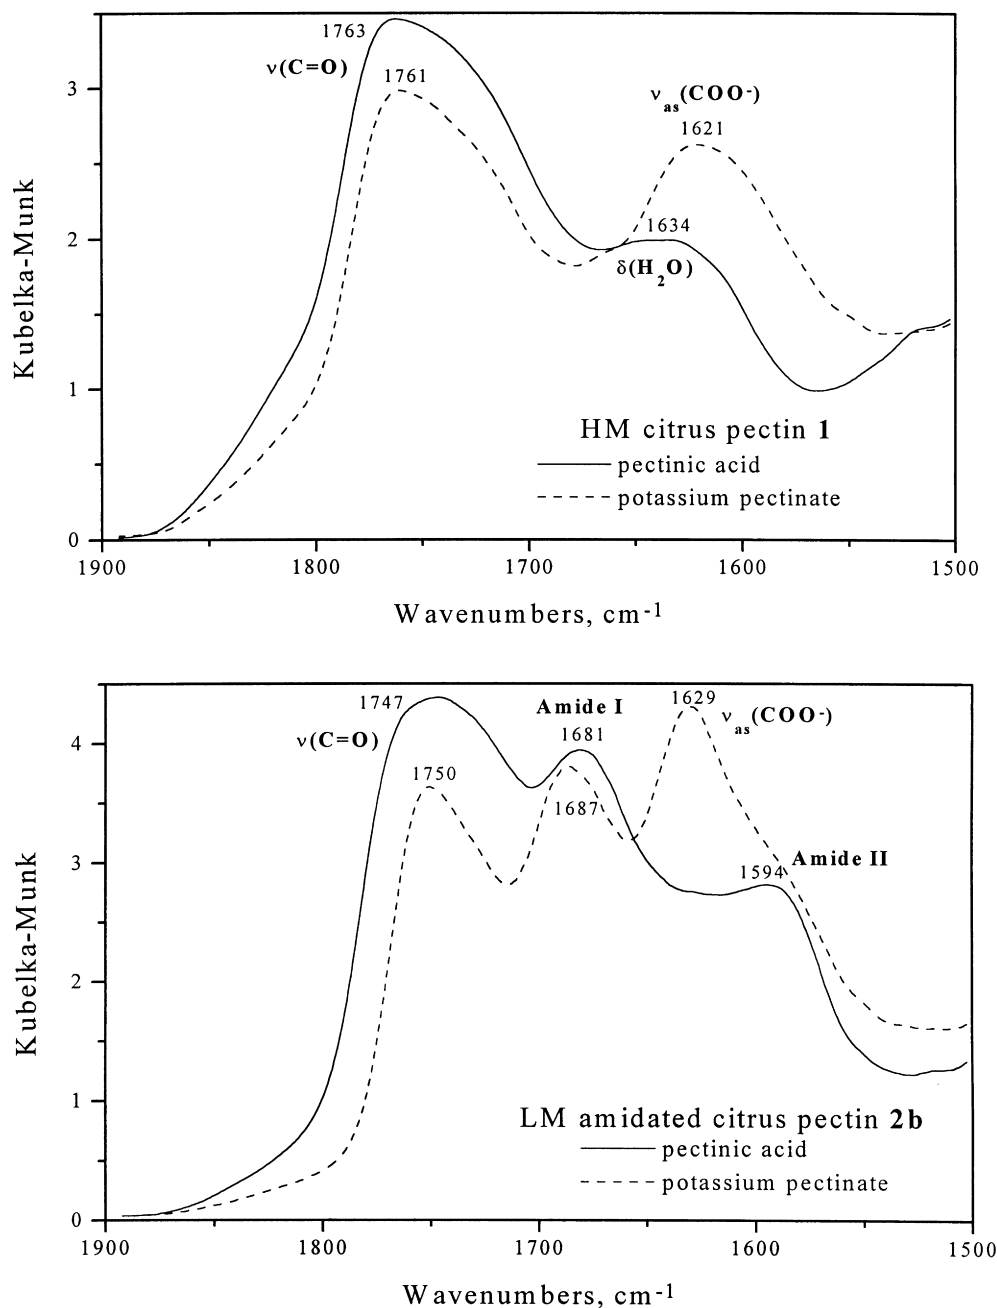 1763
ν(C=O)
1761
ν as(COO-)
1621
1634
δ(H2O)
3
2
1
0
Kubelka-Munk
HM citrus pectin 1
pectinic acid
potassium pectinate
1900 1800 1700 1600 1500
Wavenumbers, cm-1
1747
ν(C=O)
1750
Amide I
1681
1687
1629
νas(COO-)
Amide II
1594
4
3
2
1
0
Kubelka-Munk
LM amidated citrus pectin 2b
pectinic acid
potassium pectinate
1900 1800 1700 1600 1500
Wavenumbers, cm-1